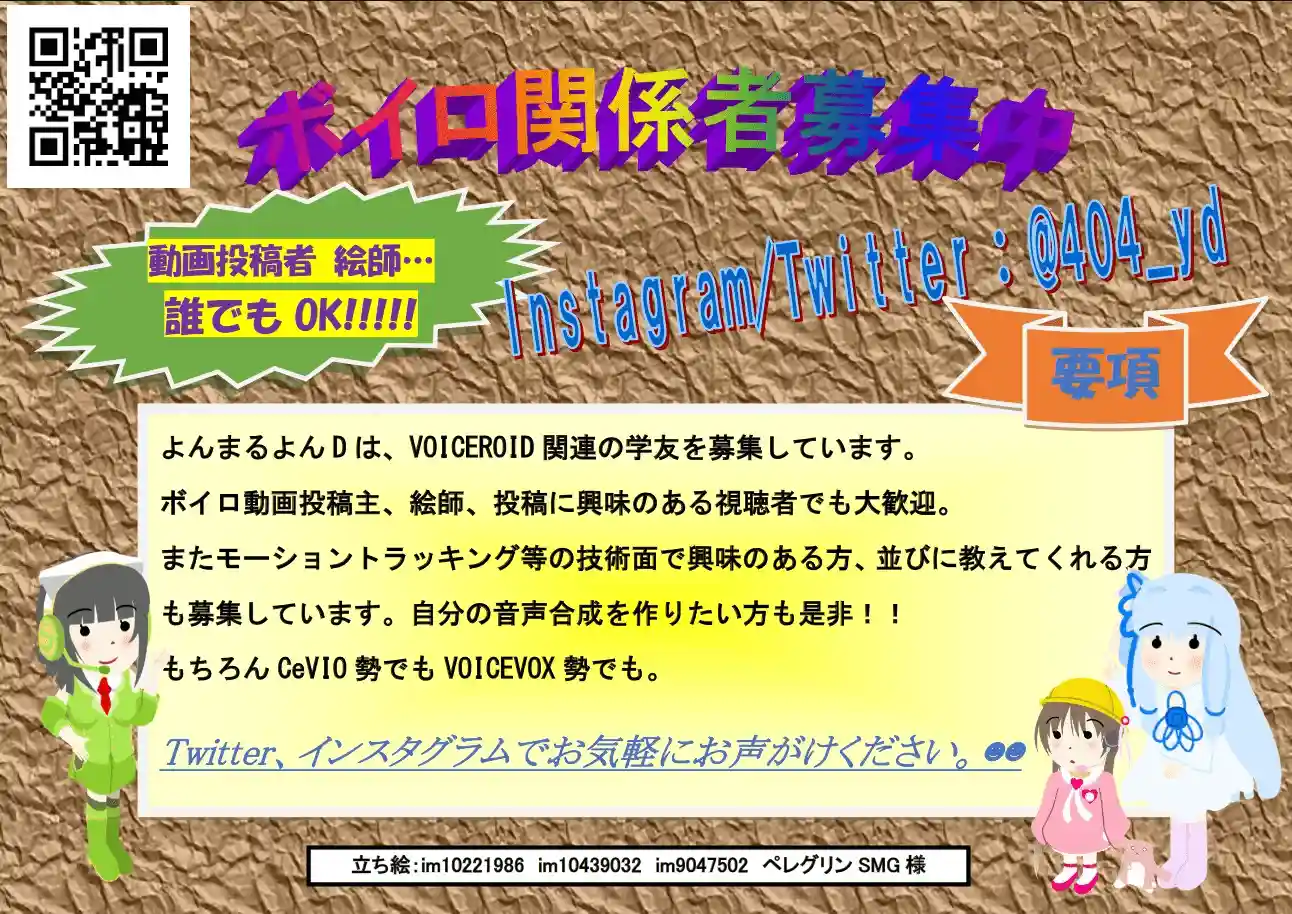 ボイロ関係者募集中
動画投稿者 絵師…
誰でも OK!!!!!
Instagram/Twitter：@404_yd
要項
よんまるよんDは、VOICEROID関連の学友を募集しています。
ボイロ動画投稿主、絵師、投稿に興味のある視聴者でも大歓迎。
またモーショントラッキング等の技術面で興味のある方、並びに教えてくれる方
も募集しています。自分の音声合成を作りたい方も是非！！
もちろんCeVIO勢でもVOICEVOX勢でも。
Twitter、インスタグラムでお気軽にお声がけください。
立ち絵：im10221986 im10439032 im9047502 ペレグリンSMG様